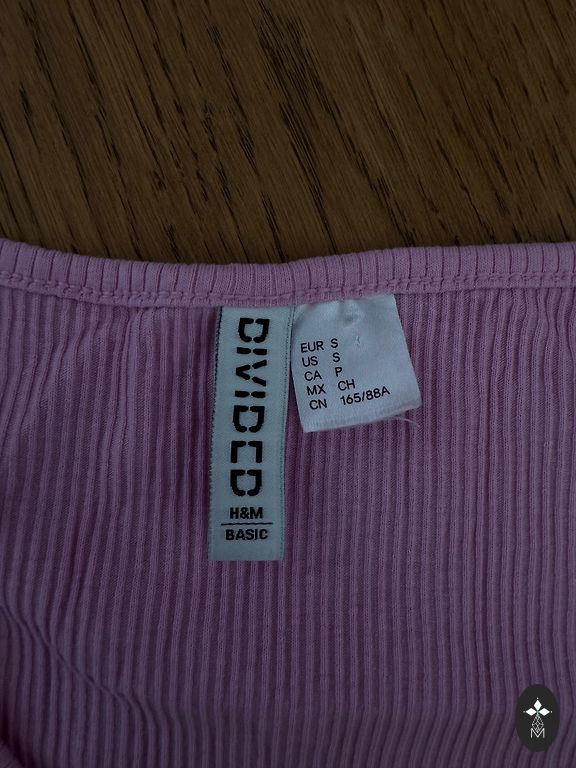 DIVIDED
H&M
BASIC
EUR S
US S
CA P
MX CH
CN 165/88A
M